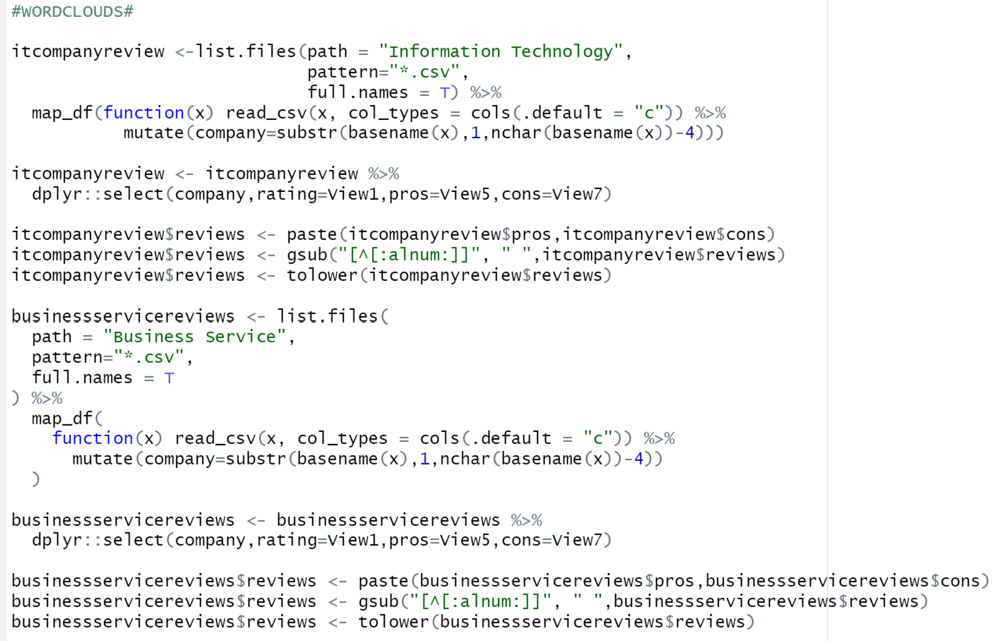 #WORDCLOUDS#
itcompanyreview <-list.files(path = "Information Technology",
pattern="*.csv",
full.names = T) %>%
map_df(function(x) read_csv(x, col_types = cols(.default = "c")) %>%
mutate(company=substr(basename(x),1,nchar(basename(x))-4)))
itcompanyreview <- itcompanyreview %>%
dplyr::select(company,rating=View1,pros=View5,cons=View7)
itcompanyreview$reviews <- paste(itcompanyreview$pros,itcompanyreview$cons)
itcompanyreview$reviews <- gsub("[^[:alnum:]]", " ",itcompanyreview$reviews)
itcompanyreview$reviews <- tolower(itcompanyreview$reviews)
businessservicereviews <- list.files(
path = "Business Service",
pattern="*.csv",
full.names = T
) %>%
map_df(
function(x) read_csv(x, col_types = cols(.default = "c")) %>%
mutate(company=substr(basename(x),1,nchar(basename(x))-4))
)
businessservicereviews <- businessservicereviews %>%
dplyr::select(company,rating=View1,pros=View5,cons=View7)
businessservicereviews$reviews <- paste(businessservicereviews$pros,businessservicereviews$cons)
businessservicereviews$reviews <- gsub("[^[:alnum:]]", " ",businessservicereviews$reviews)
businessservicereviews$reviews <- tolower(businessservicereviews$reviews)